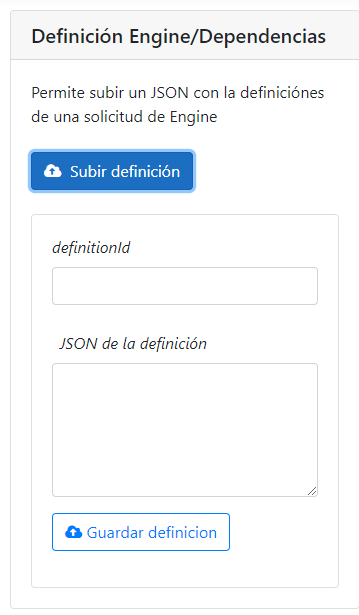 Definición Engine/Dependencias
Permite subir un JSON con la definiciónes
de una solicitud de Engine
Subir definición
definitionId
JSON de la definición
Guardar definicion